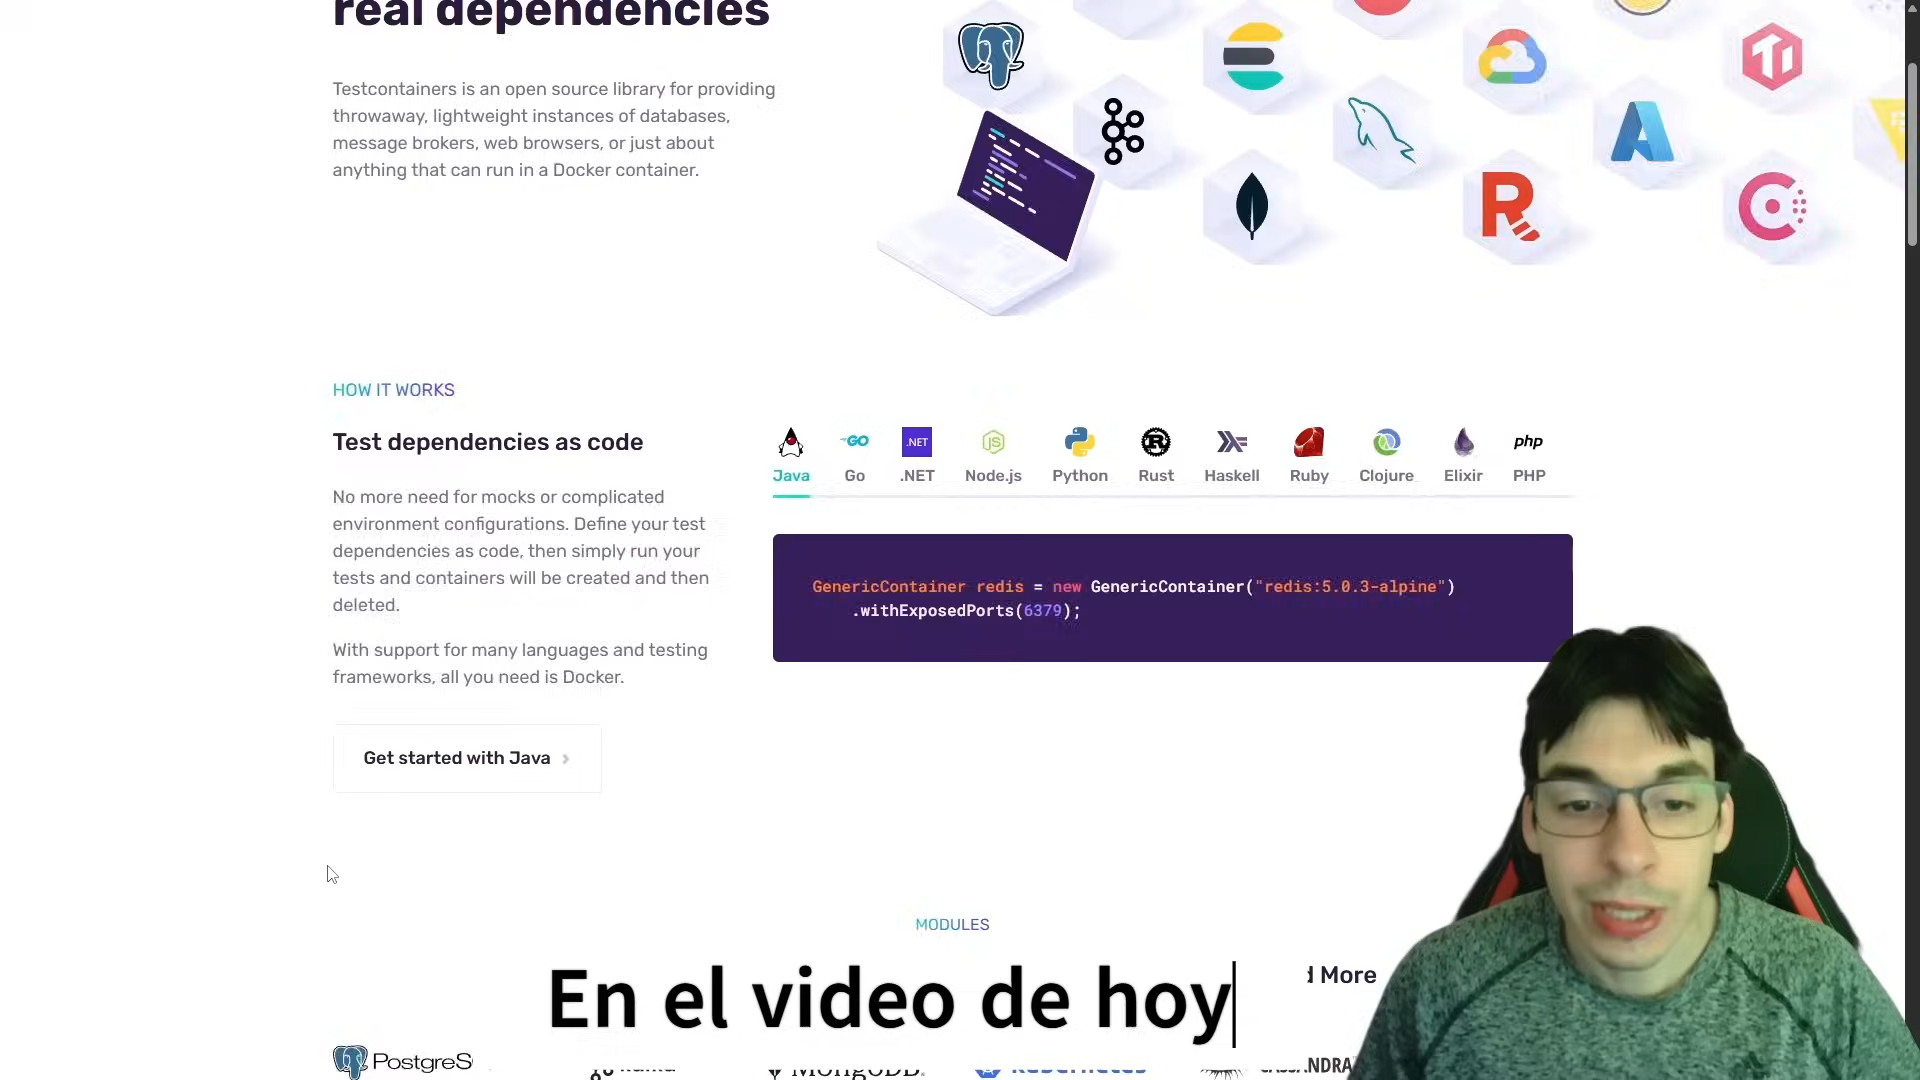 real dependencies
Testcontainers is an open source library for providing
throwaway, lightweight instances of databases,
message brokers, web browsers, or just about
anything that can run in a Docker container.
HOW IT WORKS
Test dependencies as code
No more need for mocks or complicated
environment configurations. Define your test
dependencies as code, then simply run your
tests and containers will be created and then
deleted.
With support for many languages and testing
frameworks, all you need is Docker.
Get started with Java
GO
.NET
JS
php
Java Go .NET Node.js Python Rust Haskell Ruby Clojure Elixir PHP
GenericContainer redis = new GenericContainer("redis:5.0.3-alpine")
.withExposedPorts(6379);
MODULES
More
En el video de hoy
MongoDB
kubernetes